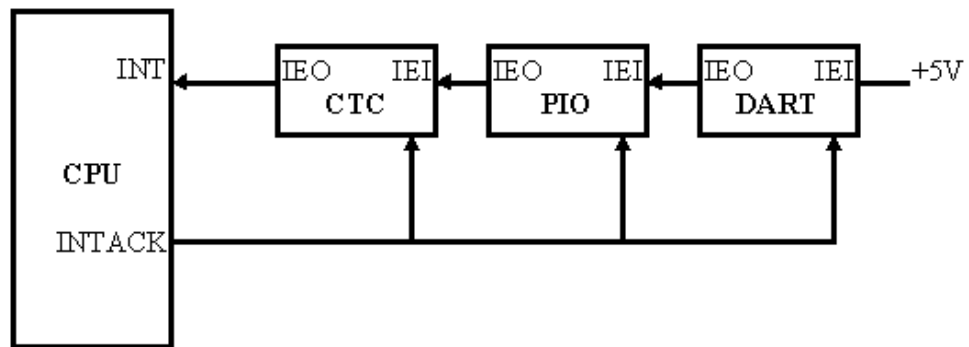 INT
IEO IEI
CTC
IEO IEI
PIO
IEO IEI
DART
+5V
CPU
INTACK